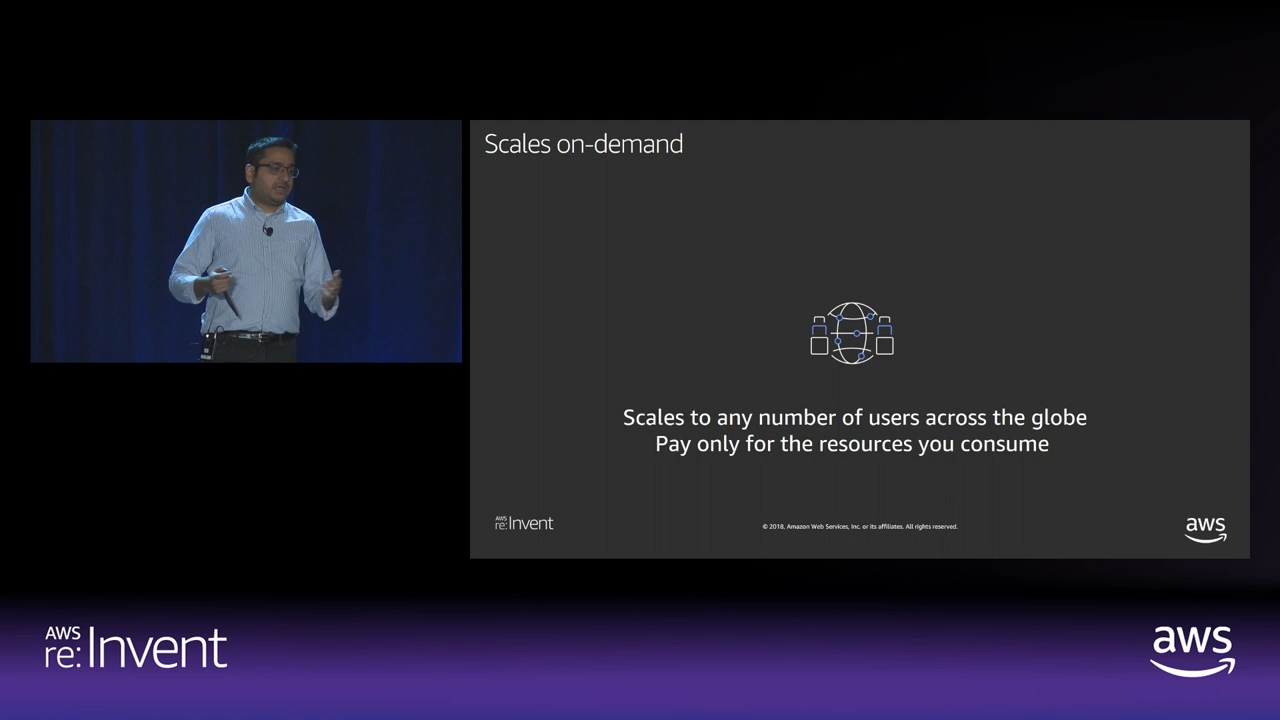 Scales on-demand
Scales to any number of users across the globe
Pay only for the resources you consume
AWS
re:Invent
© 2018, Amazon Web Services, Inc. or its affiliates. All rights reserved.
aws
AWS
re:Invent
aws